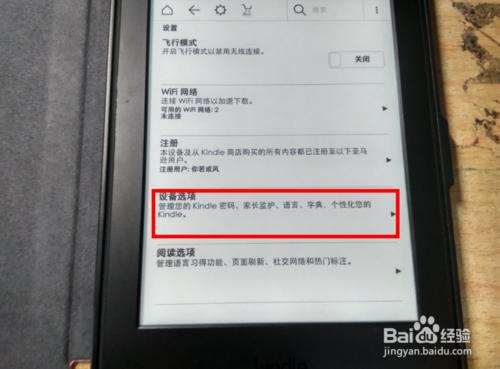 搜索
设置
飞行模式
开启飞行模式以禁用无线连接。
关闭
WiFi 网络
连接 WiFi 网络以加速下载。
可用的 WiFi 网络: 2
未连接
注册
本设备及从 Kindle 商店购买的所有内容都已注册至以下亚
马逊用户。
注册用户: 你若成风
设备选项
管理您的 Kindle 密码、家长监护、语言、字典、个性化您的
Kindle。
阅读选项
管理语言习得功能、页面刷新、社交网络和热门标注。
kindle
Baidu 经验
jingyan.baidu.com